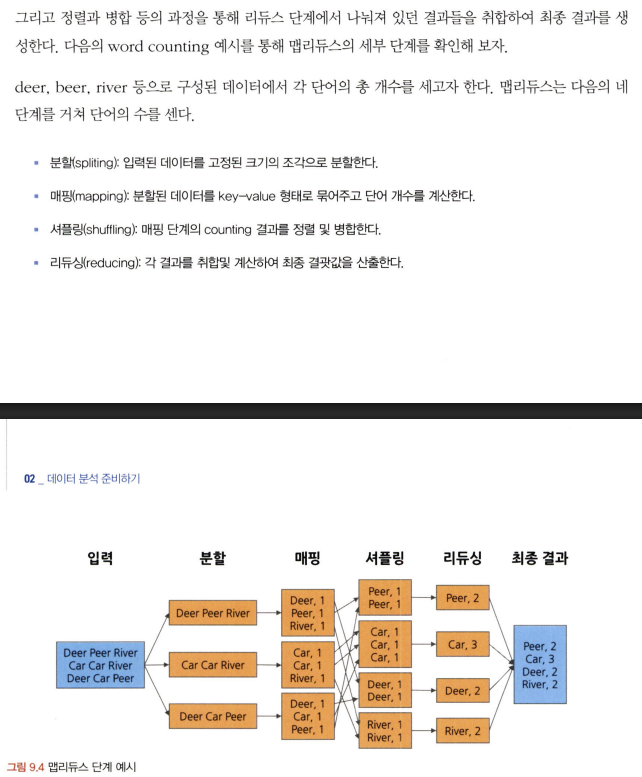 그리고 정렬과 병합 등의 과정을 통해 리듀스 단계에서 나눠져 있던 결과들을 취합하여 최종 결과를 생
성한다. 다음의 word counting 예시를 통해 맵리듀스의 세부 단계를 확인해 보자.
deer, beer, river 등으로 구성된 데이터에서 각 단어의 총 개수를 세고자 한다. 맵리듀스는 다음의 네
단계를 거쳐 단어의 수를 센다.
▪ 분할(spliting): 입력된 데이터를 고정된 크기의 조각으로 분할한다.
▪ 매핑(mapping): 분할된 데이터를 key-value 형태로 묶어주고 단어 개수를 계산한다.
▪ 셔플링(shuffling): 매핑 단계의 counting 결과를 정렬 및 병합한다.
▪ 리듀싱(reducing): 각 결과를 취합및 계산하여 최종 결괏값을 산출한다.
02 _ 데이터 분석 준비하기
입력 분할 매핑 셔플링 리듀싱 최종 결과
Deer Peer River
Car Car River
Deer Car Peer
Deer Peer River
Car Car River
Deer Car Peer
Deer, 1
Peer, 1
River, 1
Car, 1
Car, 1
River, 1
Deer, 1
Car, 1
Peer, 1
Peer, 1
Peer, 1
Car, 1
Car, 1
Car, 1
Deer, 1
Deer, 1
River, 1
River, 1
Peer, 2
Car, 3
Deer, 2
River, 2
Peer, 2
Car, 3
Deer, 2
River, 2
그림 9.4 맵리듀스 단계 예시